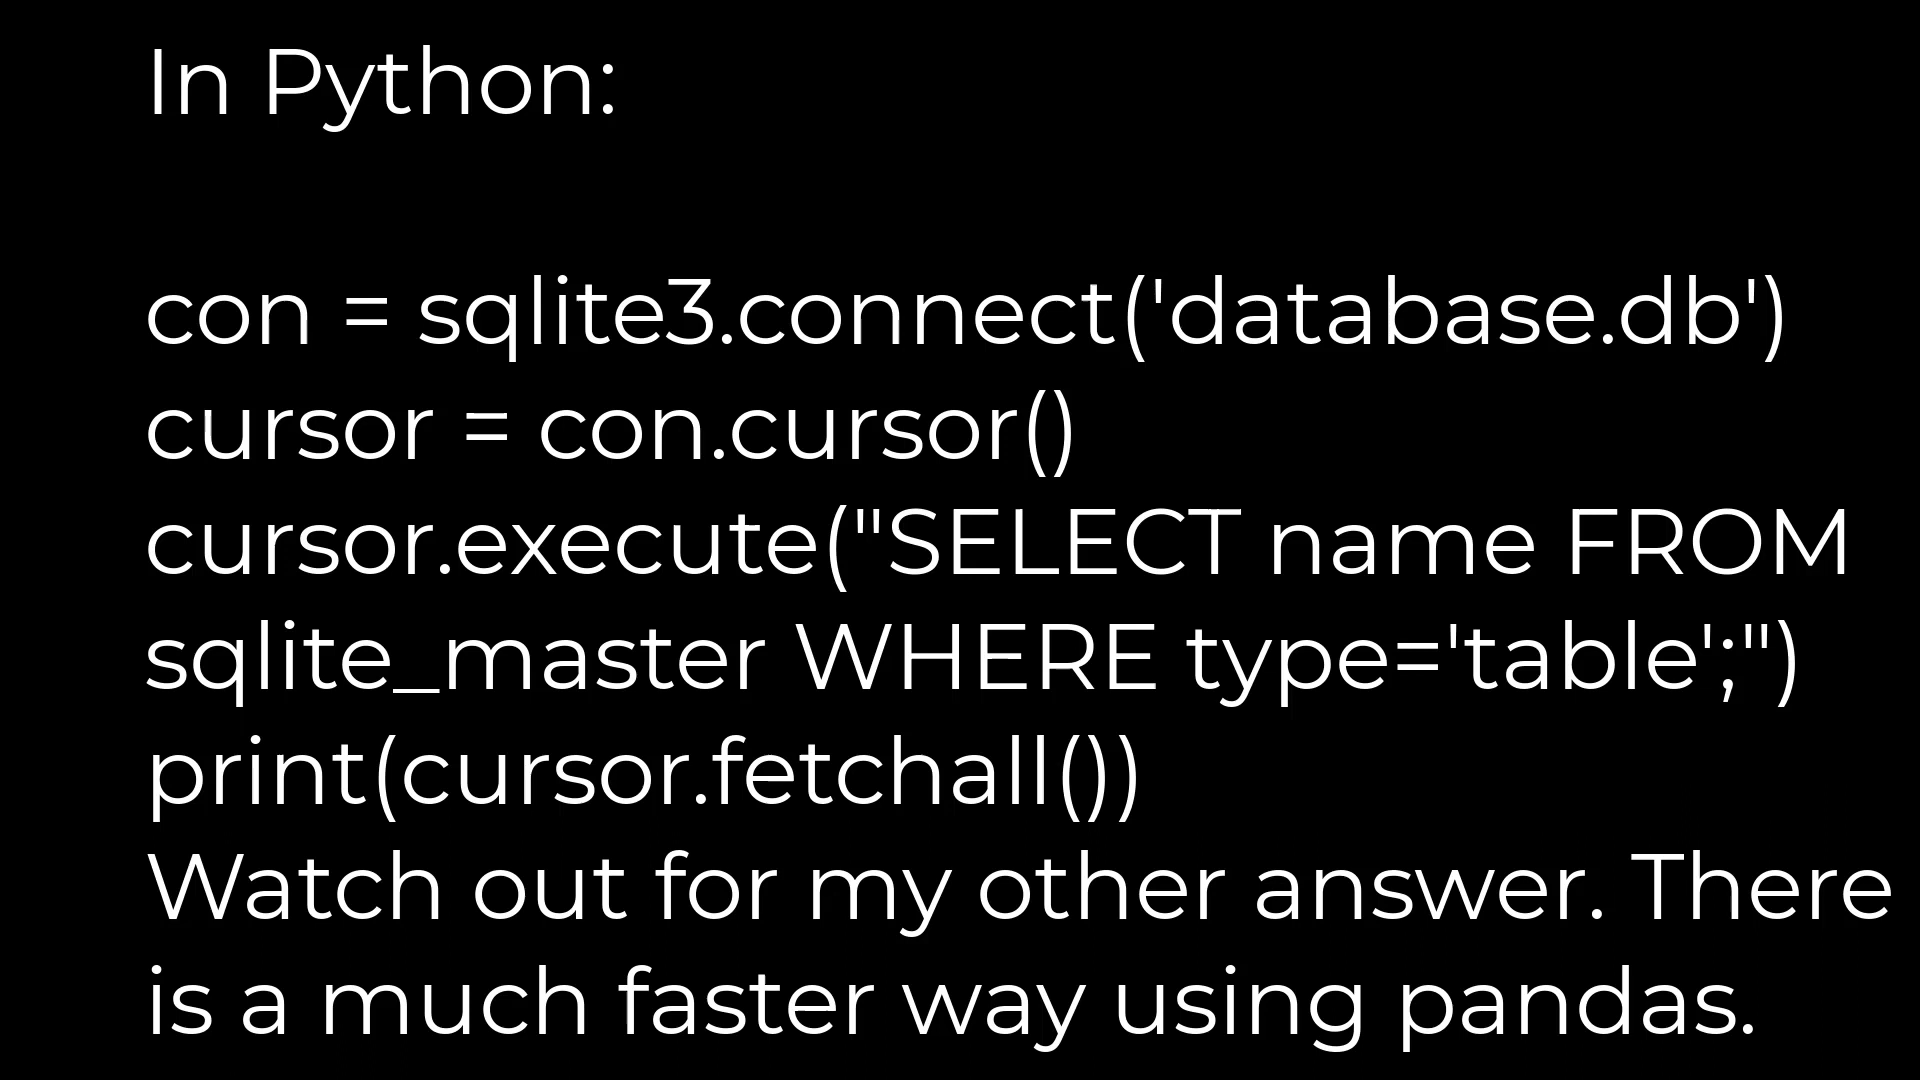 In Python:
con = sqlite3.connect('database.db')
cursor = con.cursor()
cursor.execute("SELECT name FROM
sqlite_master WHERE type='table';")
print(cursor.fetchall())
Watch out for my other answer. There
is a much faster way using pandas.